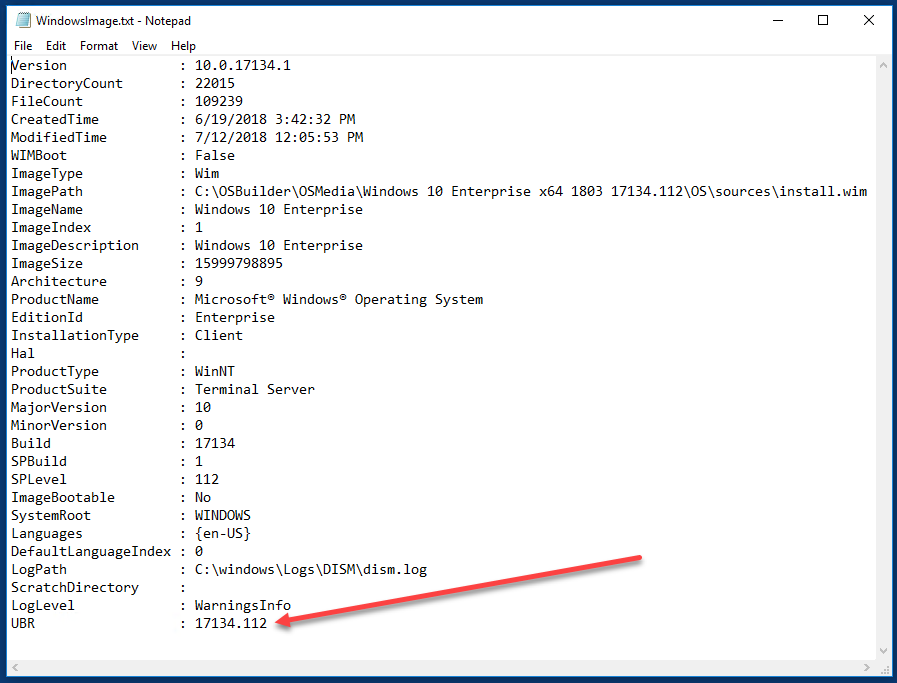 WindowsImage.txt - Notepad
File Edit Format View Help
Version : 10.0.17134.1
DirectoryCount : 22015
FileCount : 109239
CreatedTime : 6/19/2018 3:42:32 PM
ModifiedTime : 7/12/2018 12:05:53 PM
WIMBoot : False
ImageType : Wim
ImagePath : C:\OSBuilder\OSMedia\Windows 10 Enterprise x64 1803 17134.112\OS\sources\install.wim
ImageName : Windows 10 Enterprise
ImageIndex : 1
ImageDescription : Windows 10 Enterprise
ImageSize : 15999798895
Architecture : 9
ProductName : Microsoft® Windows® Operating System
EditionId : Enterprise
InstallationType : Client
Hal :
ProductType : WinNT
ProductSuite : Terminal Server
MajorVersion : 10
MinorVersion : 0
Build : 17134
SPBuild : 1
SPLevel : 112
ImageBootable : No
SystemRoot : WINDOWS
Languages : {en-US}
DefaultLanguageIndex : 0
LogPath : C:\windows\Logs\DISM\dism.log
ScratchDirectory :
LogLevel : WarningsInfo
UBR : 17134.112